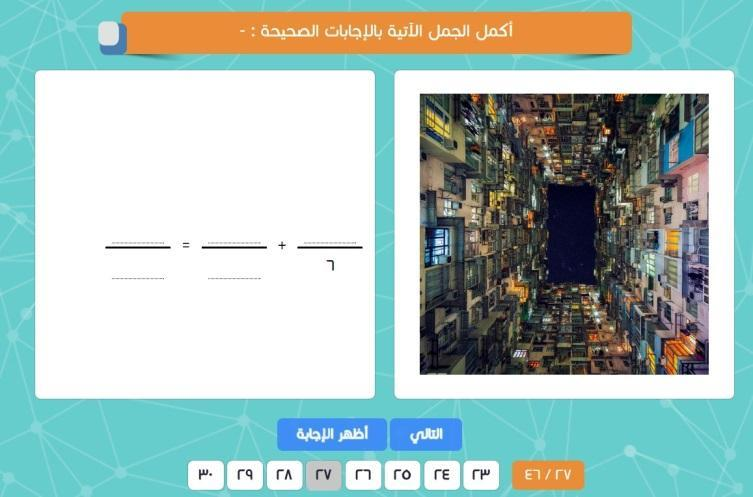 أكمل الجمل الآتية بالإجابات الصحيحة : -
+ =
٦
التالي
أظهر الإجابة
٢٧ / ٤٦
٢٣ ٢٤ ٢٥ ٢٦ ٢٧ ٢٨ ٢٩ ٣٠